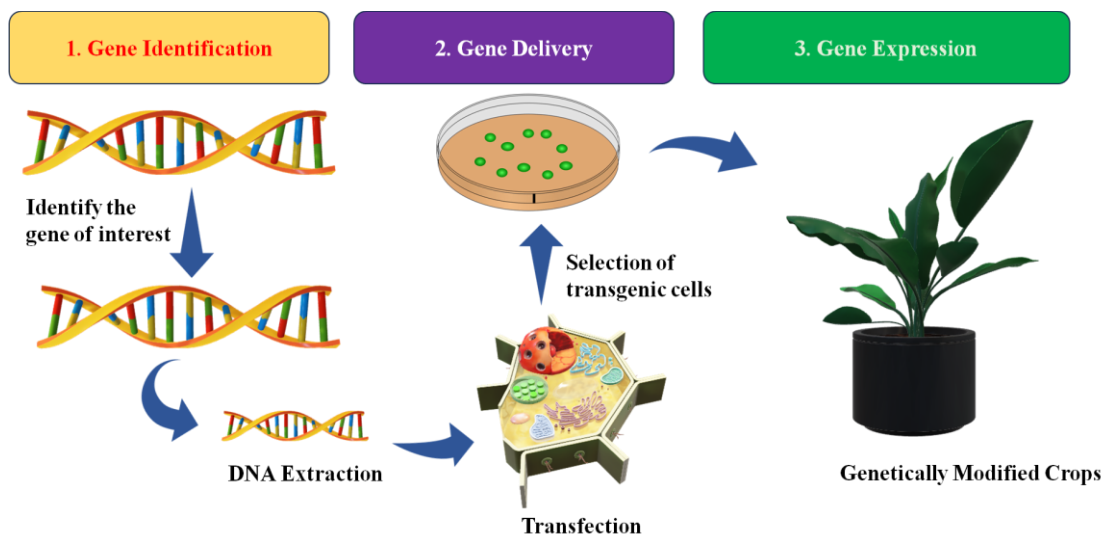 1. Gene Identification
2. Gene Delivery
3. Gene Expression
Identify the
gene of interest
DNA Extraction
Transfection
Selection of
transgenic cells
Genetically Modified Crops